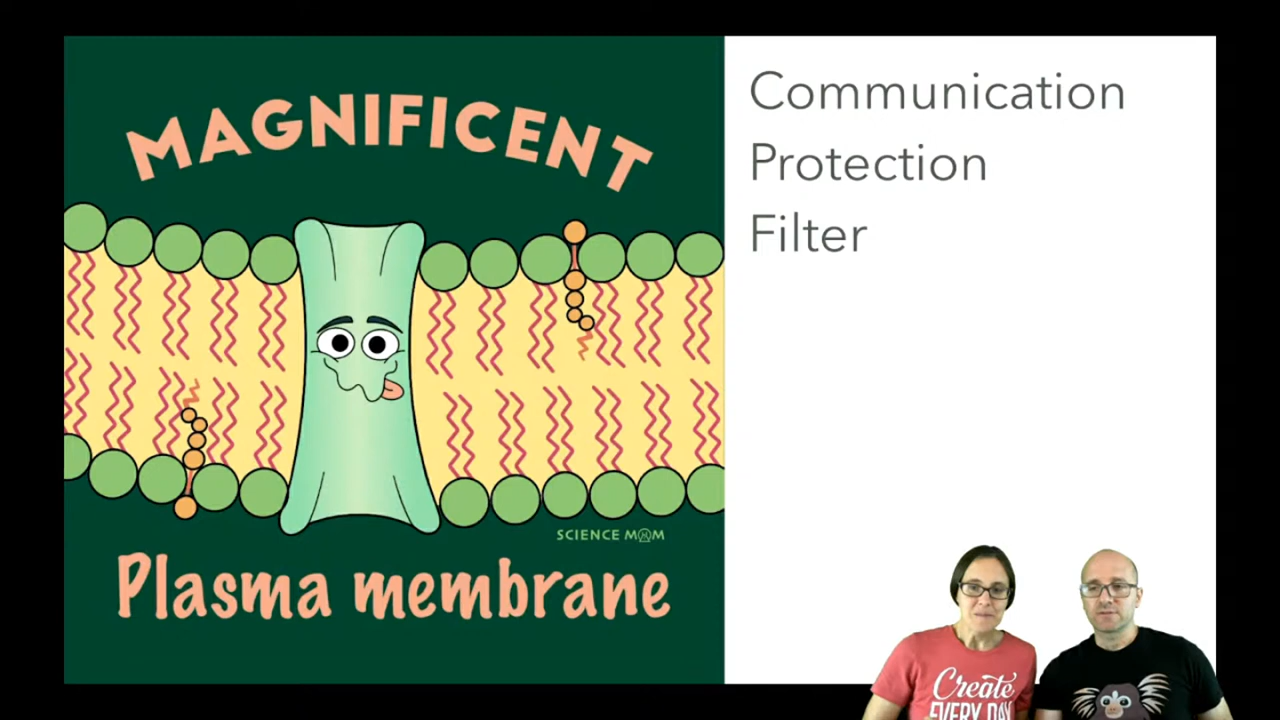 MAGNIFICENT
SCIENCE MOM
Plasma membrane
Communication
Protection
Filter
Create
EVERY DAY